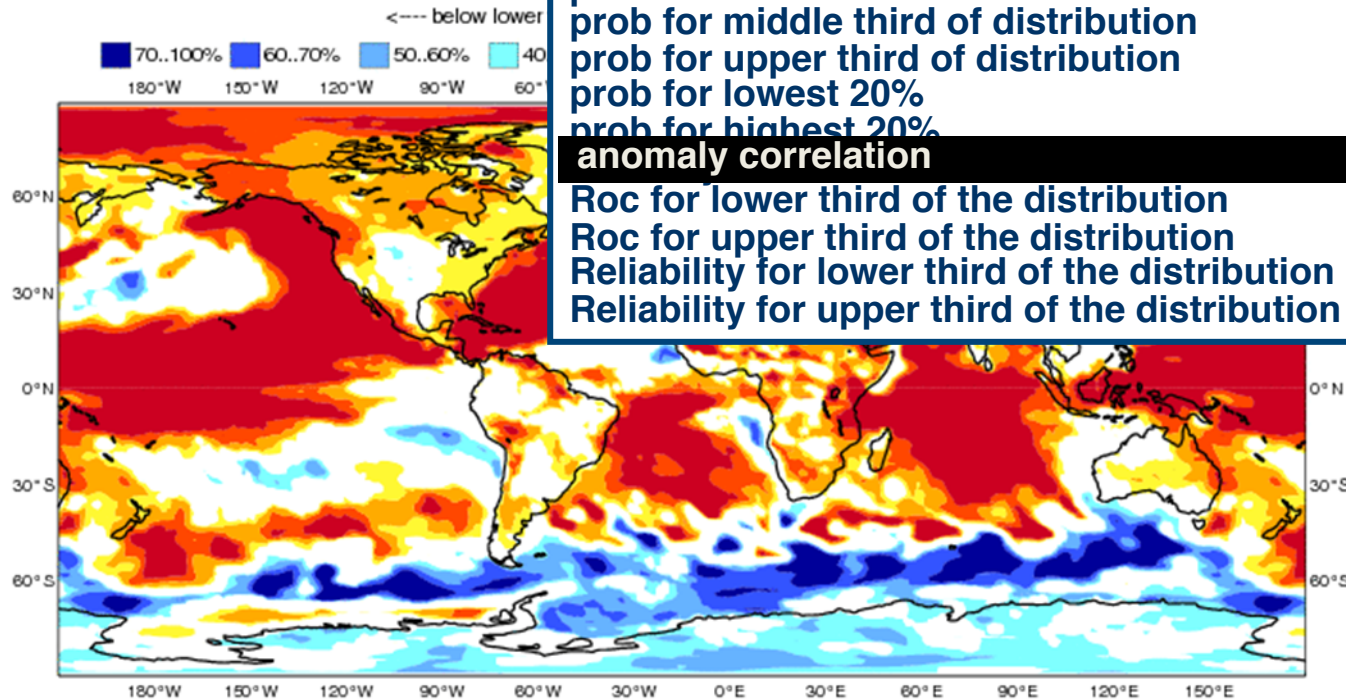 <---- below lower
prob for middle third of distribution
70..100% 60..70% 50..60% 40
prob for upper third of distribution
180°W 150°W 120°W 90°W 60°
prob for lowest 20%
prob for highest 20%
anomaly correlation
Roc for lower third of the distribution
Roc for upper third of the distribution
Reliability for lower third of the distribution
Reliability for upper third of the distribution
60°N
30°N
0°N 0°N
30°S 30°S
60°S 60°S
180°W 150°W 120°W 90°W 60°W 30°W 0°E 30°E 60°E 90°E 120°E 150°E